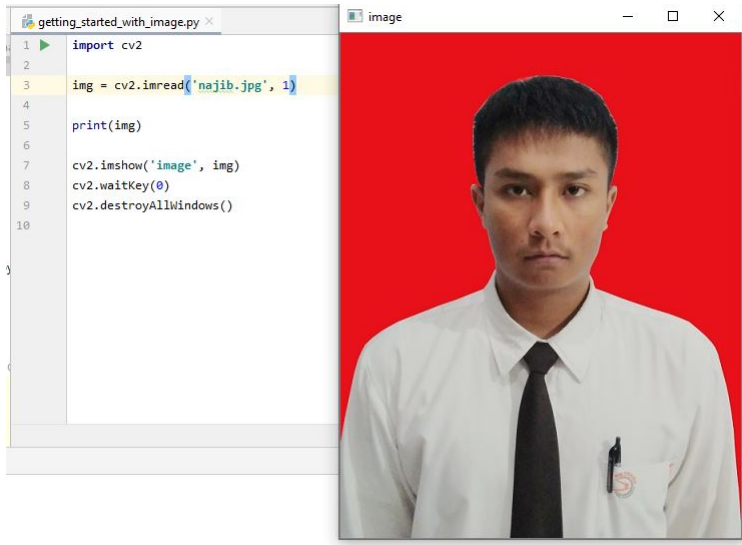 getting_started_with_image.py
image
1
import cv2
2
3
img = cv2.imread('najib.jpg', 1)
4
5
print(img)
6
7
cv2.imshow('image', img)
8
cv2.waitKey(0)
9
cv2.destroyAllWindows()
10